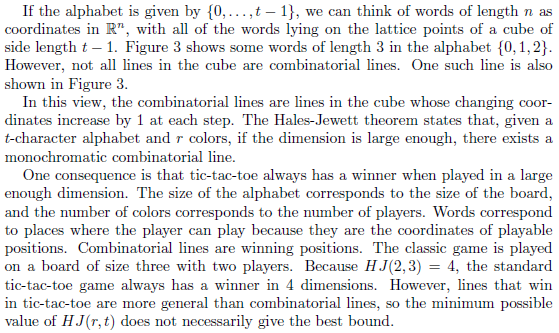 If the alphabet is given by {0, . . . , t − 1}, we can think of words of length n as
coordinates in ℝⁿ, with all of the words lying on the lattice points of a cube of
side length t − 1. Figure 3 shows some words of length 3 in the alphabet {0, 1, 2}.
However, not all lines in the cube are combinatorial lines. One such line is also
shown in Figure 3.
In this view, the combinatorial lines are lines in the cube whose changing coor-
dinates increase by 1 at each step. The Hales-Jewett theorem states that, given a
t-character alphabet and r colors, if the dimension is large enough, there exists a
monochromatic combinatorial line.
One consequence is that tic-tac-toe always has a winner when played in a large
enough dimension. The size of the alphabet corresponds to the size of the board,
and the number of colors corresponds to the number of players. Words correspond
to places where the player can play because they are the coordinates of playable
positions. Combinatorial lines are winning positions. The classic game is played
on a board of size three with two players. Because HJ(2, 3) = 4, the standard
tic-tac-toe game always has a winner in 4 dimensions. However, lines that win
in tic-tac-toe are more general than combinatorial lines, so the minimum possible
value of HJ(r, t) does not necessarily give the best bound.